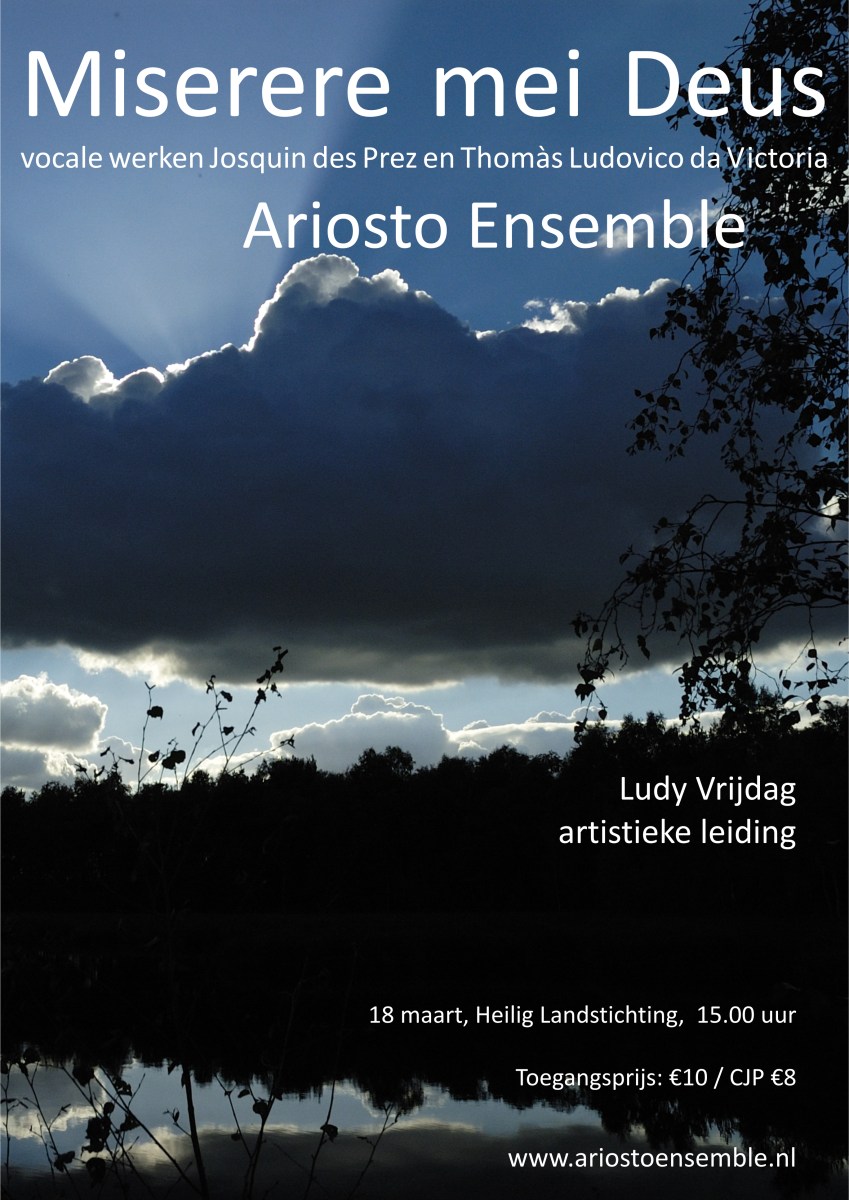 Miserere mei Deus
vocale werken Josquin des Prez en Thomàs Ludovico da Victoria
Ariosto Ensemble
Ludy Vrijdag
artistieke leiding
18 maart, Heilig Landstichting, 15.00 uur
Toegangsprijs: €10 / CJP €8
www.ariostoensemble.nl